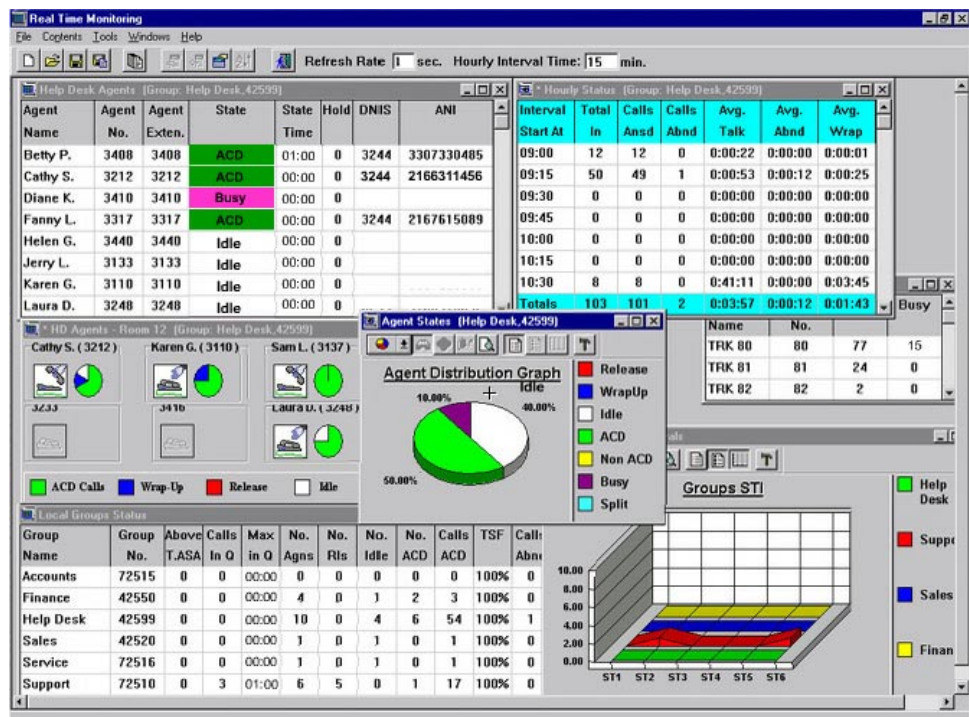 Real Time Monitoring
File Contents Tools Windows Help
Refresh Rate 1 sec. Hourly Interval Time: 15 min.
Help Desk Agents (Group: Help Desk,42599)
Agent Agent Agent State State Hold DNIS ANI
Name No. Exten. Time
Betty P. 3408 3408 ACD 01:00 0 3244 3307330485
Cathy S. 3212 3212 ACD 00:00 0 3244 2166311456
Diane K. 3410 3410 Busy 00:00 0
Fanny L. 3317 3317 ACD 00:00 0 3244 2167615089
Helen G. 3440 3440 Idle 00:00 0
Jerry L. 3133 3133 Idle 00:00 0
Karen G. 3110 3110 Idle 00:00 0
Laura D. 3248 3248 Idle 00:00 0
* Hourly Status (Group: Help Desk,42599)
Interval Total Calls Calls Avg. Avg. Avg.
Start At In Ansd Abnd Talk Abnd Wrap
09:00 12 12 0 0:00:22 0:00:00 0:00:01
09:15 50 49 1 0:00:53 0:00:12 0:00:25
09:30 0 0 0 0:00:00 0:00:00 0:00:00
09:45 0 0 0 0:00:00 0:00:00 0:00:00
10:00 0 0 0 0:00:00 0:00:00 0:00:00
10:15 0 0 0 0:00:00 0:00:00 0:00:00
10:30 8 8 0 0:41:11 0:00:00 0:03:45
Totals 103 101 2 0:03:57 0:00:12 0:01:43
Busy
Name No.
TRK 80 80 77 15
TRK 81 81 24 0
TRK 82 82 2 0
* HD Agents - Room 12 (Group: Help Desk,42599)
Cathy S. ( 3212 ) Karen G. ( 3110 ) Sam L. ( 3137 )
3233 3416 Laura D. ( 3248 )
ACD Calls Wrap-Up Release Idle
Agent States (Help Desk,42599)
Agent Distribution Graph
Idle
10.00% 40.00%
50.00%
Release
WrapUp
Idle
ACD
Non ACD
Busy
Split
Groups STI
10.00
8.00
6.00
4.00
2.00
0.00
ST1 ST2 ST3 ST4 ST5 ST6
Help
Desk
Suppo
Sales
Finan
Local Groups Status
Group Group Above Calls Max No. No. No. No. Calls TSF Calls
Name No. T.ASA In Q in Q Agns Rls Idle ACD ACD Abn
Accounts 72515 0 0 00:00 0 0 0 0 0 100% 0
Finance 42550 0 0 00:00 4 0 1 2 3 100% 0
Help Desk 42599 0 0 00:00 10 0 4 6 54 100% 1
Sales 42520 0 0 00:00 1 0 1 0 1 100% 0
Service 72516 0 0 00:00 1 0 1 0 1 100% 0
Support 72510 0 3 01:00 6 5 0 1 17 100% 0